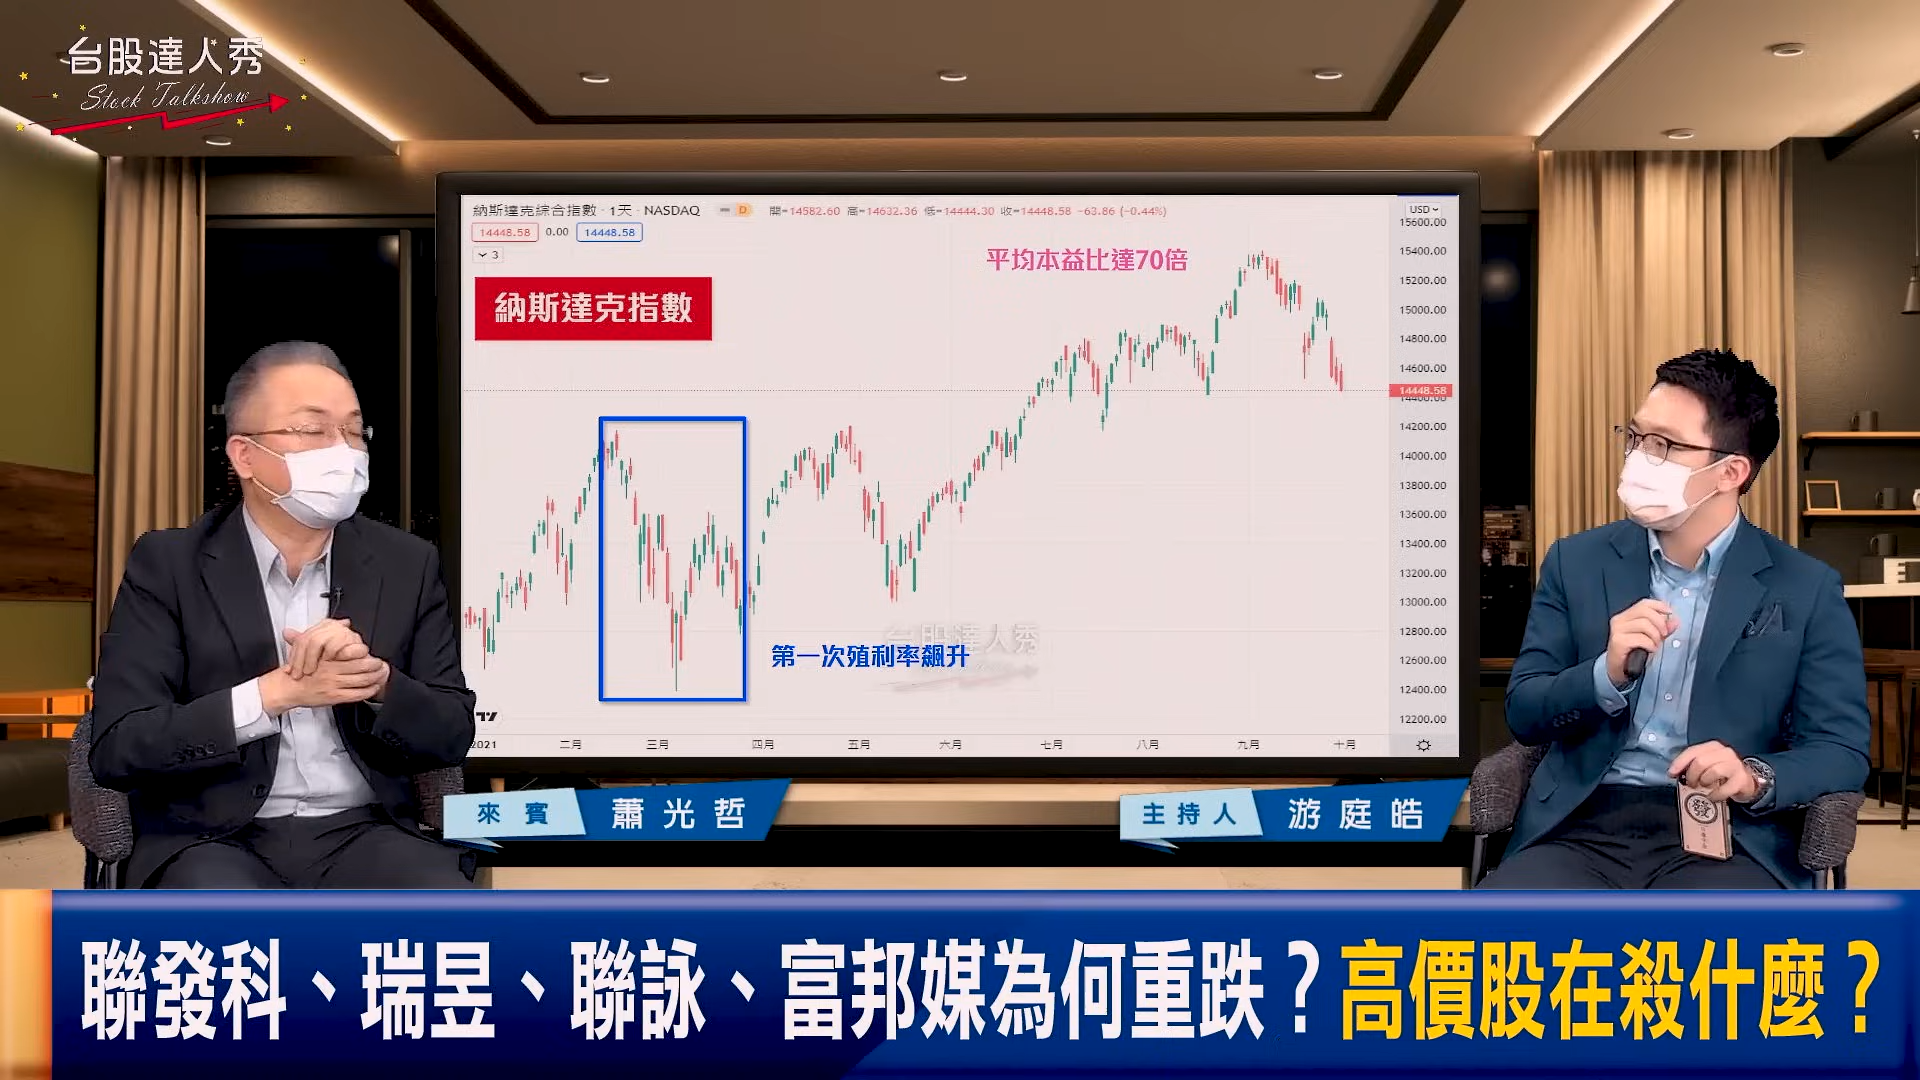 台股達人秀
Stock Talkshow
納斯達克綜合指數 · 1天 · NASDAQ
D
開=14582.60 高=14632.36 低=14444.30 收=14448.58 −63.86 (−0.44%)
14448.58 0.00 14448.58
3
納斯達克指數
平均本益比達70倍
第一次殖利率飆升
台股達人秀
USD
15600.00
15400.00
15200.00
15000.00
14800.00
14600.00
14448.58
14400.00
14200.00
14000.00
13800.00
13600.00
13400.00
13200.00
13000.00
12800.00
12600.00
12400.00
12200.00
2021 二月 三月 四月 五月 六月 七月 八月 九月 十月
來賓 蕭光哲
主持人 游庭皓
發
聯發科、瑞昱、聯詠、富邦媒為何重跌？高價股在殺什麼？